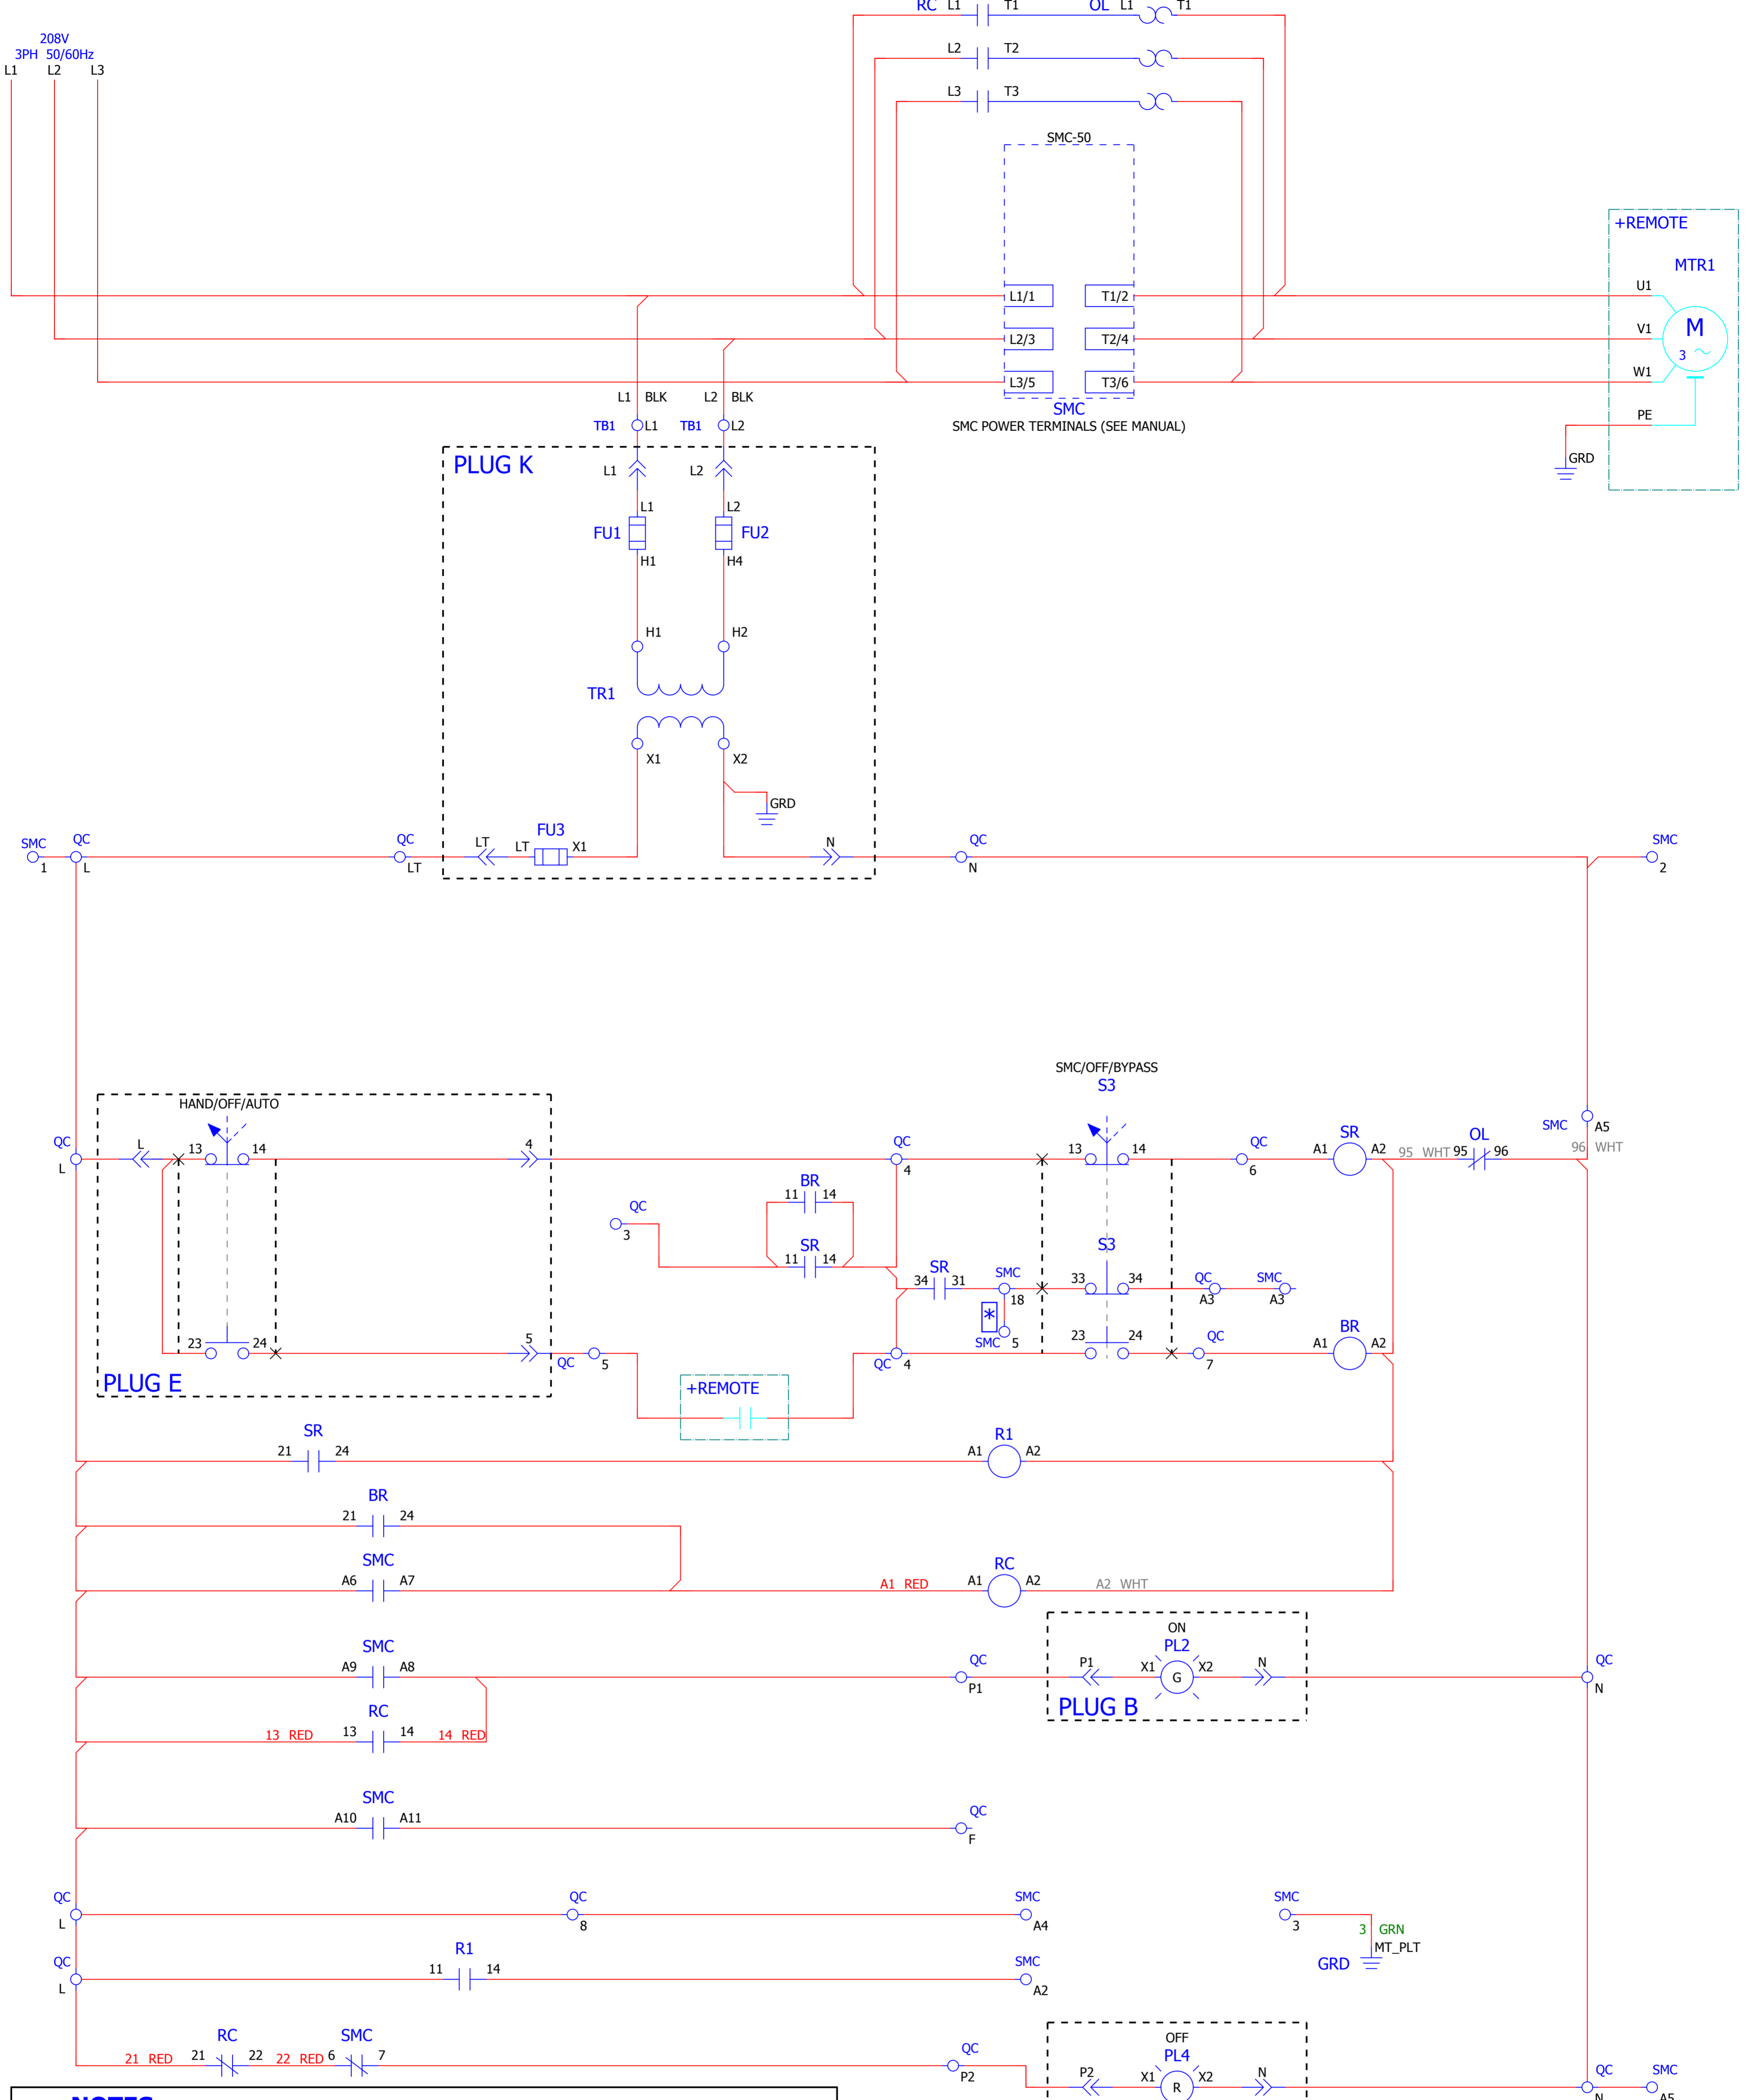 RC L1 T1 OL L1 T1
208V
3PH 50/60Hz
L1 L2 L3
L2 T2
L3 T3
SMC-50
+REMOTE
MTR1
U1
L1/1 T1/2
V1
M
3
L2/3 T2/4
W1
L3/5 T3/6
L1 BLK L2 BLK
SMC
PE
TB1 L1 TB1 L2
SMC POWER TERMINALS (SEE MANUAL)
GRD
PLUG K
L1 L2
L1 L2
FU1 FU2
H1 H4
H1 H2
TR1
X1 X2
GRD
FU3
SMC QC QC LT LT X1 N QC SMC
1 L LT N 2
SMC/OFF/BYPASS
S3
HAND/OFF/AUTO
SMC A5
QC L 13 14 4 QC 13 14 QC SR OL
A1 A2 95 WHT 95 96 96 WHT
L 4 6
BR
11 14
QC
3
SR
11 14
S3
SR
34 31 SMC 33 34 QC SMC
18 A3 A3
*
SMC 5
23 24 5 23 24 QC BR
A1 A2
QC 5 QC 4 7
PLUG E
+REMOTE
SR
21 24
R1
A1 A2
BR
21 24
SMC
A6 A7
RC
A1 RED A1 A2 A2 WHT
ON
PL2
SMC
A9 A8
QC P1 X1 G X2 N QC
P1 N
PLUG B
RC
13 RED 13 14 14 RED
SMC
A10 A11
QC
F
QC QC SMC SMC
L 8 A4 3
3 GRN
MT_PLT
GRD
QC R1 SMC
11 14
L A2
OFF
PL4
RC SMC
21 RED 21 22 22 RED 6 7
QC
P2
P2 X1 R X2 N QC SMC
N A5
NOTES